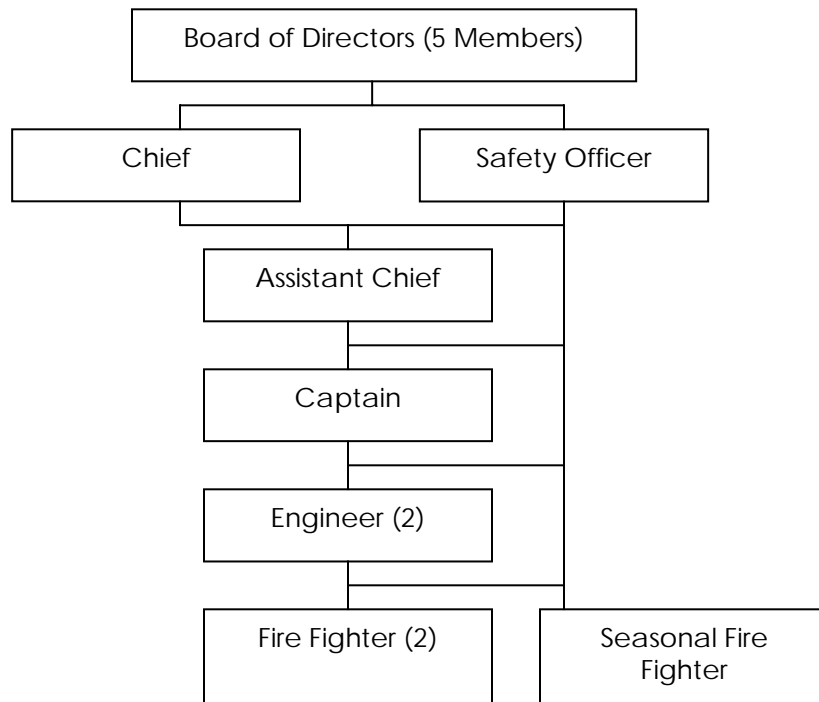 Board of Directors (5 Members)
Chief
Safety Officer
Assistant Chief
Captain
Engineer (2)
Fire Fighter (2)
Seasonal Fire
Fighter